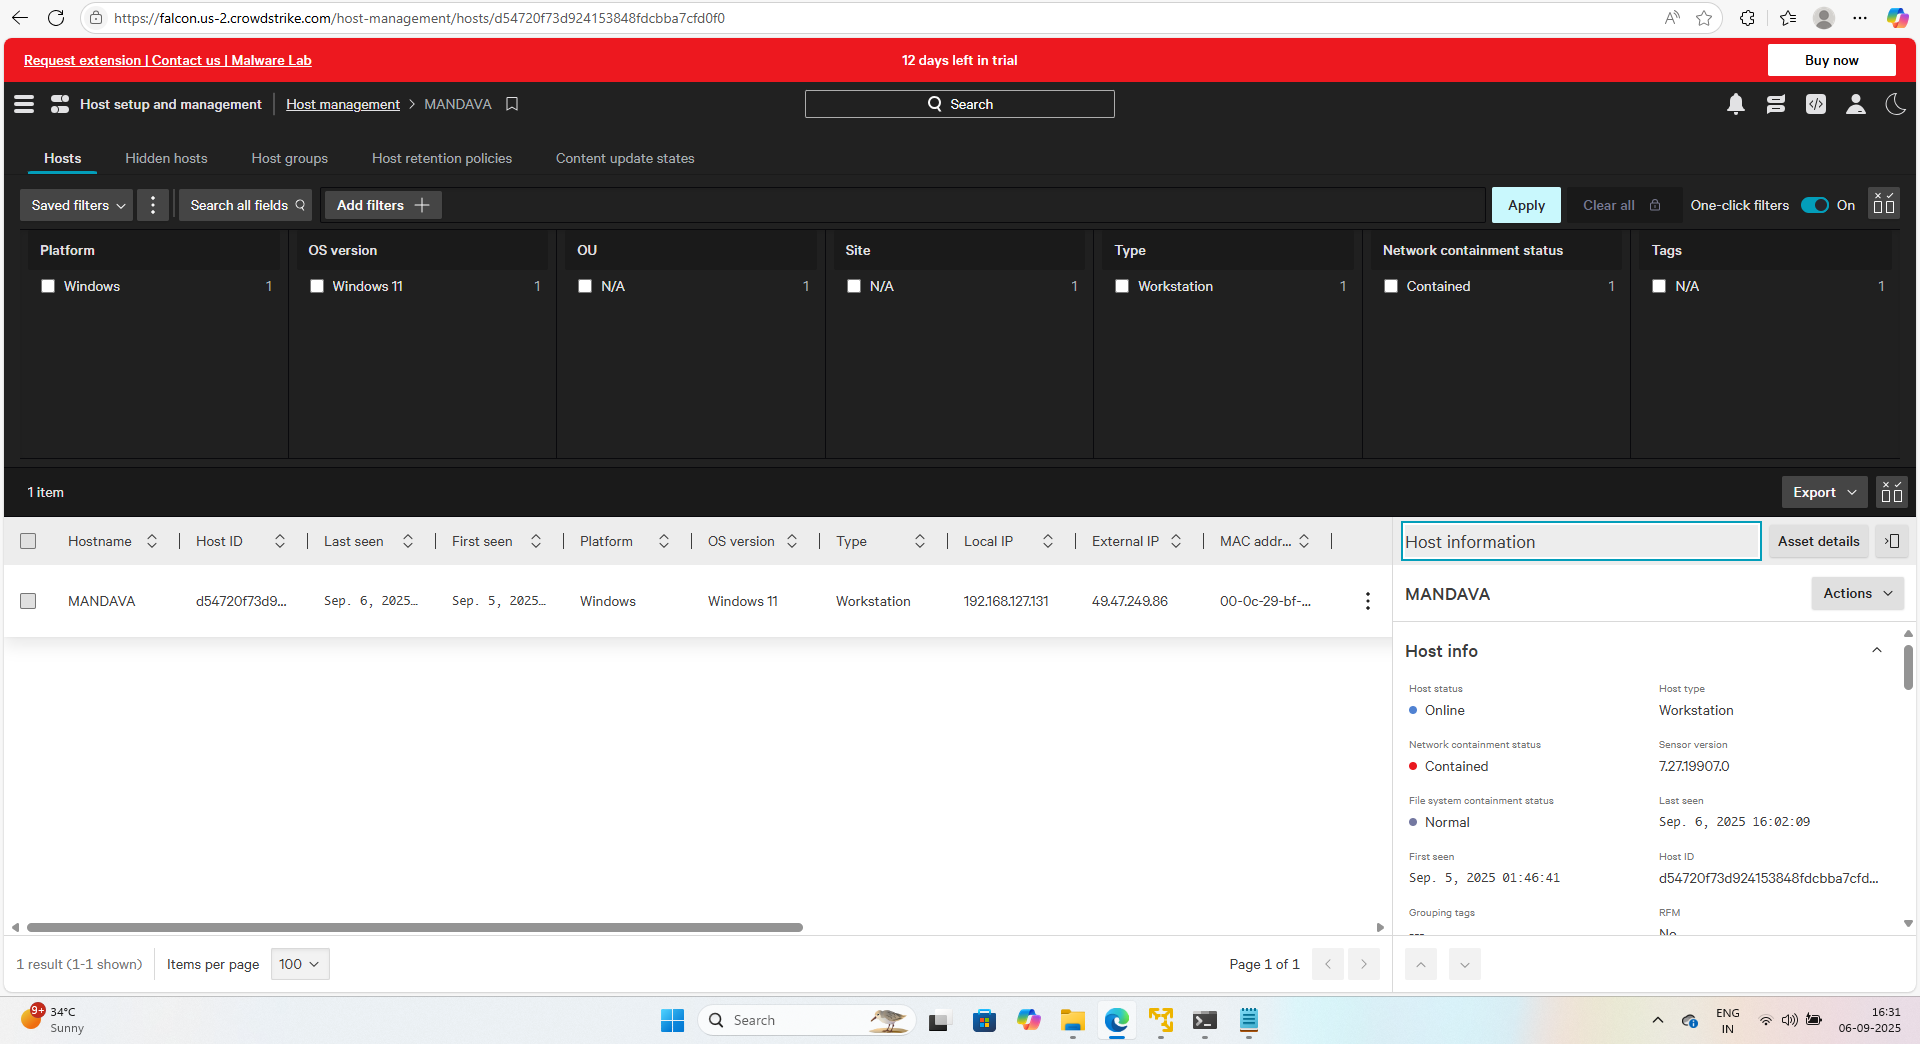 https://falcon.us-2.crowdstrike.com/host-management/hosts/d54720f73d924153848fdcbba7cfd0f0
Request extension | Contact us | Malware Lab
12 days left in trial
Buy now
Host setup and management
Host management > MANDAVA
Search
Hosts
Hidden hosts
Host groups
Host retention policies
Content update states
Saved filters
Search all fields
Add filters
Apply
Clear all
One-click filters
On
Platform
OS version
OU
Site
Type
Network containment status
Tags
Windows 1
Windows 11 1
N/A 1
N/A 1
Workstation 1
Contained 1
N/A 1
1 item
Export
Hostname
Host ID
Last seen
First seen
Platform
OS version
Type
Local IP
External IP
MAC addr...
MANDAVA
d54720f73d9...
Sep. 6, 2025...
Sep. 5, 2025...
Windows
Windows 11
Workstation
192.168.127.131
49.47.249.86
00-0c-29-bf-...
Host information
Asset details
MANDAVA
Actions
Host info
Host status
Online
Host type
Workstation
Network containment status
Contained
Sensor version
7.27.19907.0
File system containment status
Normal
Last seen
Sep. 6, 2025 16:02:09
First seen
Sep. 5, 2025 01:46:41
Host ID
d54720f73d924153848fdcbba7cfd...
Grouping tags
---
RFM
No
1 result (1-1 shown)
Items per page
100
Page 1 of 1
9+
34°C
Sunny
Search
ENG
IN
16:31
06-09-2025